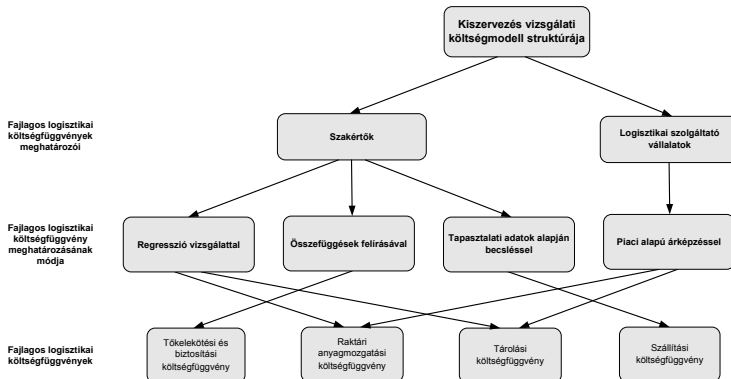 Kiszervezés vizsgálati
költségmodell struktúrája
Fajlagos logisztikai
költségfüggvények
meghatározói
Szakértők
Logisztikai szolgáltató
vállalatok
Fajlagos logisztikai
költségfüggvény
meghatározásának
módja
Regresszió vizsgálattal
Összefüggések felírásával
Tapasztalati adatok alapján
becsléssel
Piaci alapú árképzéssel
Fajlagos logisztikai
költségfüggvények
Tőkelekötési és
biztosítási
költségfüggvény
Raktári
anyagmozgatási
költségfüggvény
Tárolási
költségfüggvény
Szállítási
költségfüggvény